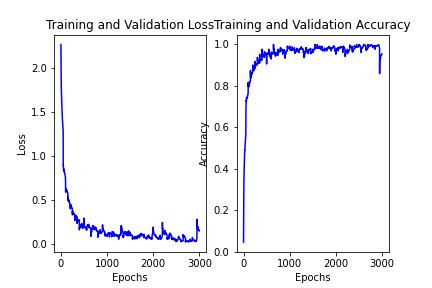 Training and Validation Loss
Loss
2.0
1.5
1.0
0.5
0.0
0 1000 2000 3000
Epochs
Training and Validation Accuracy
Accuracy
1.0
0.8
0.6
0.4
0.2
0.0
0 1000 2000 3000
Epochs